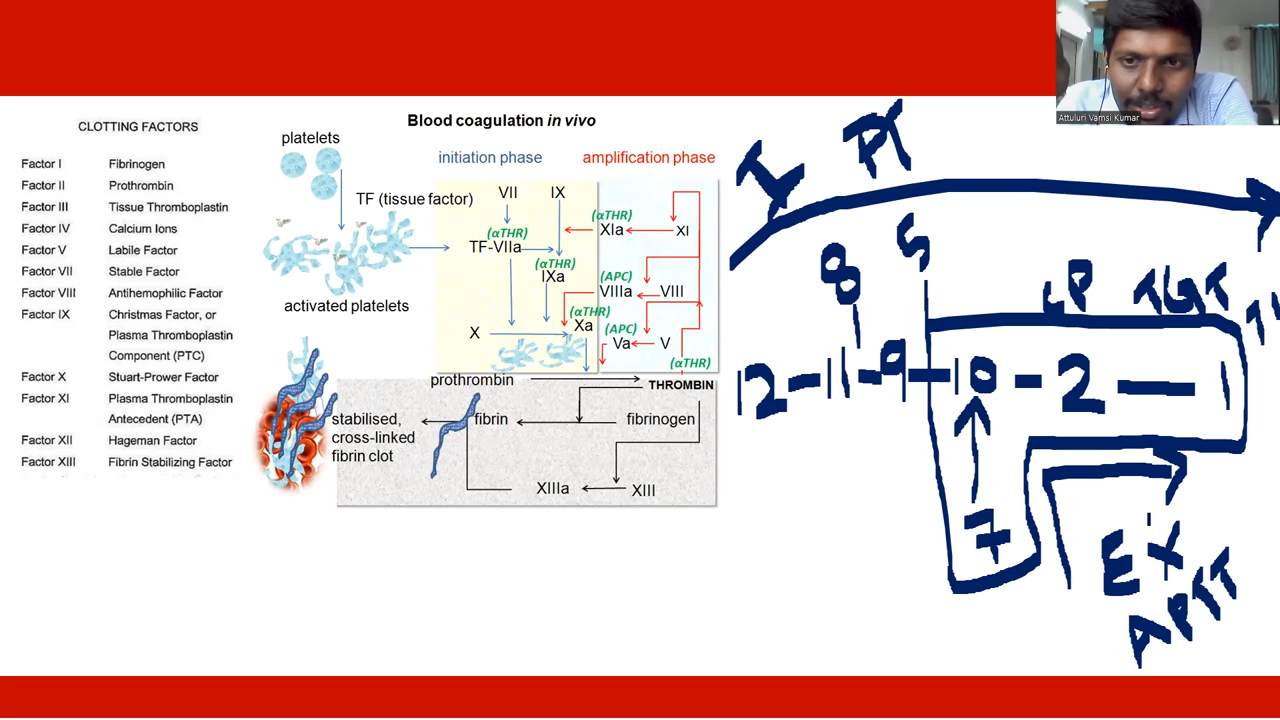 Attuluri Vamsi Kumar
CLOTTING FACTORS
Factor I Fibrinogen
Factor II Prothrombin
Factor III Tissue Thromboplastin
Factor IV Calcium Ions
Factor V Labile Factor
Factor VII Stable Factor
Factor VIII Antihemophilic Factor
Factor IX Christmas Factor, or
Plasma Thromboplastin
Component (PTC)
Factor X Stuart-Prower Factor
Factor XI Plasma Thromboplastin
Antecedent (PTA)
Factor XII Hageman Factor
Factor XIII Fibrin Stabilizing Factor
Blood coagulation in vivo
platelets
initiation phase
amplification phase
TF (tissue factor)
VII
IX
(αTHR)
XIa
XI
(αTHR)
TF-VIIa
(αTHR)
IXa
(APC)
VIIIa
VIII
(αTHR)
Xa
X
(APC)
Va
V
(αTHR)
activated platelets
prothrombin
THROMBIN
stabilised,
cross-linked
fibrin clot
fibrin
fibrinogen
XIIIa
XIII
I PT
8 5
CP TGT
12 - 11 - 9 - 10 - 2 - 1
7
EX
APTT